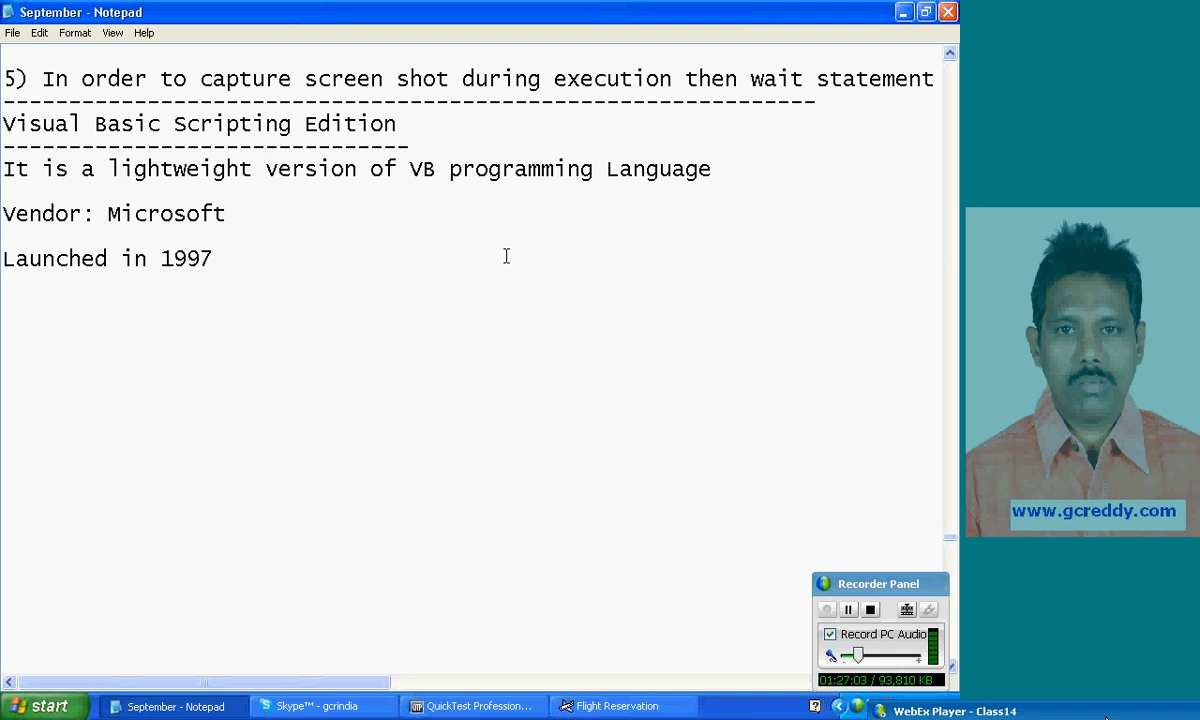 September - Notepad
File Edit Format View Help
5) In order to capture screen shot during execution then wait statement
--------------------------------------------------------------
Visual Basic Scripting Edition
-------------------------------
It is a lightweight version of VB programming Language
Vendor: Microsoft
Launched in 1997
www.gcreddy.com
Recorder Panel
Record PC Audio
01:27:03 / 93,810 KB
start
September - Notepad
Skype™ - gcrindia
QuickTest Profession...
Flight Reservation
WebEx Player - Class14